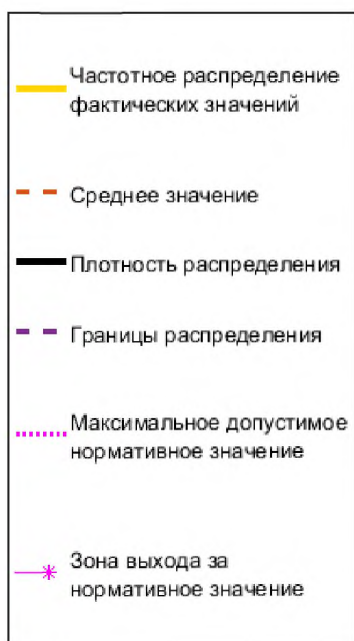 Частотное распределение
фактических значений
Среднее значение
Плотность распределения
Границы распределения
Максимальное допустимое
нормативное значение
Зона выхода за
нормативное значение